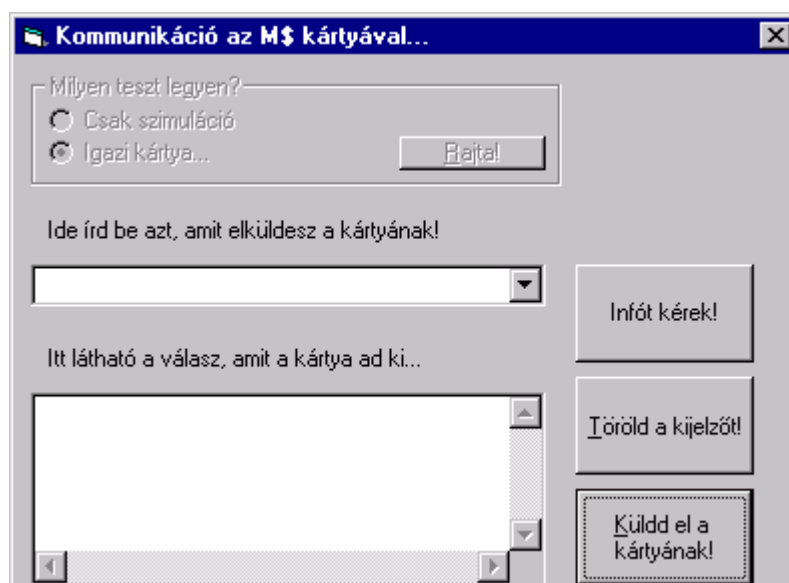 Kommunikáció az M$ kártyával...
Milyen teszt legyen?
Csak szimuláció
Igazi kártya...
Rajta!
Ide írd be azt, amit elküldesz a kártyának!
Infót kérek!
Itt látható a válasz, amit a kártya ad ki...
Töröld a kijelzőt!
Küldd el a
kártyának!